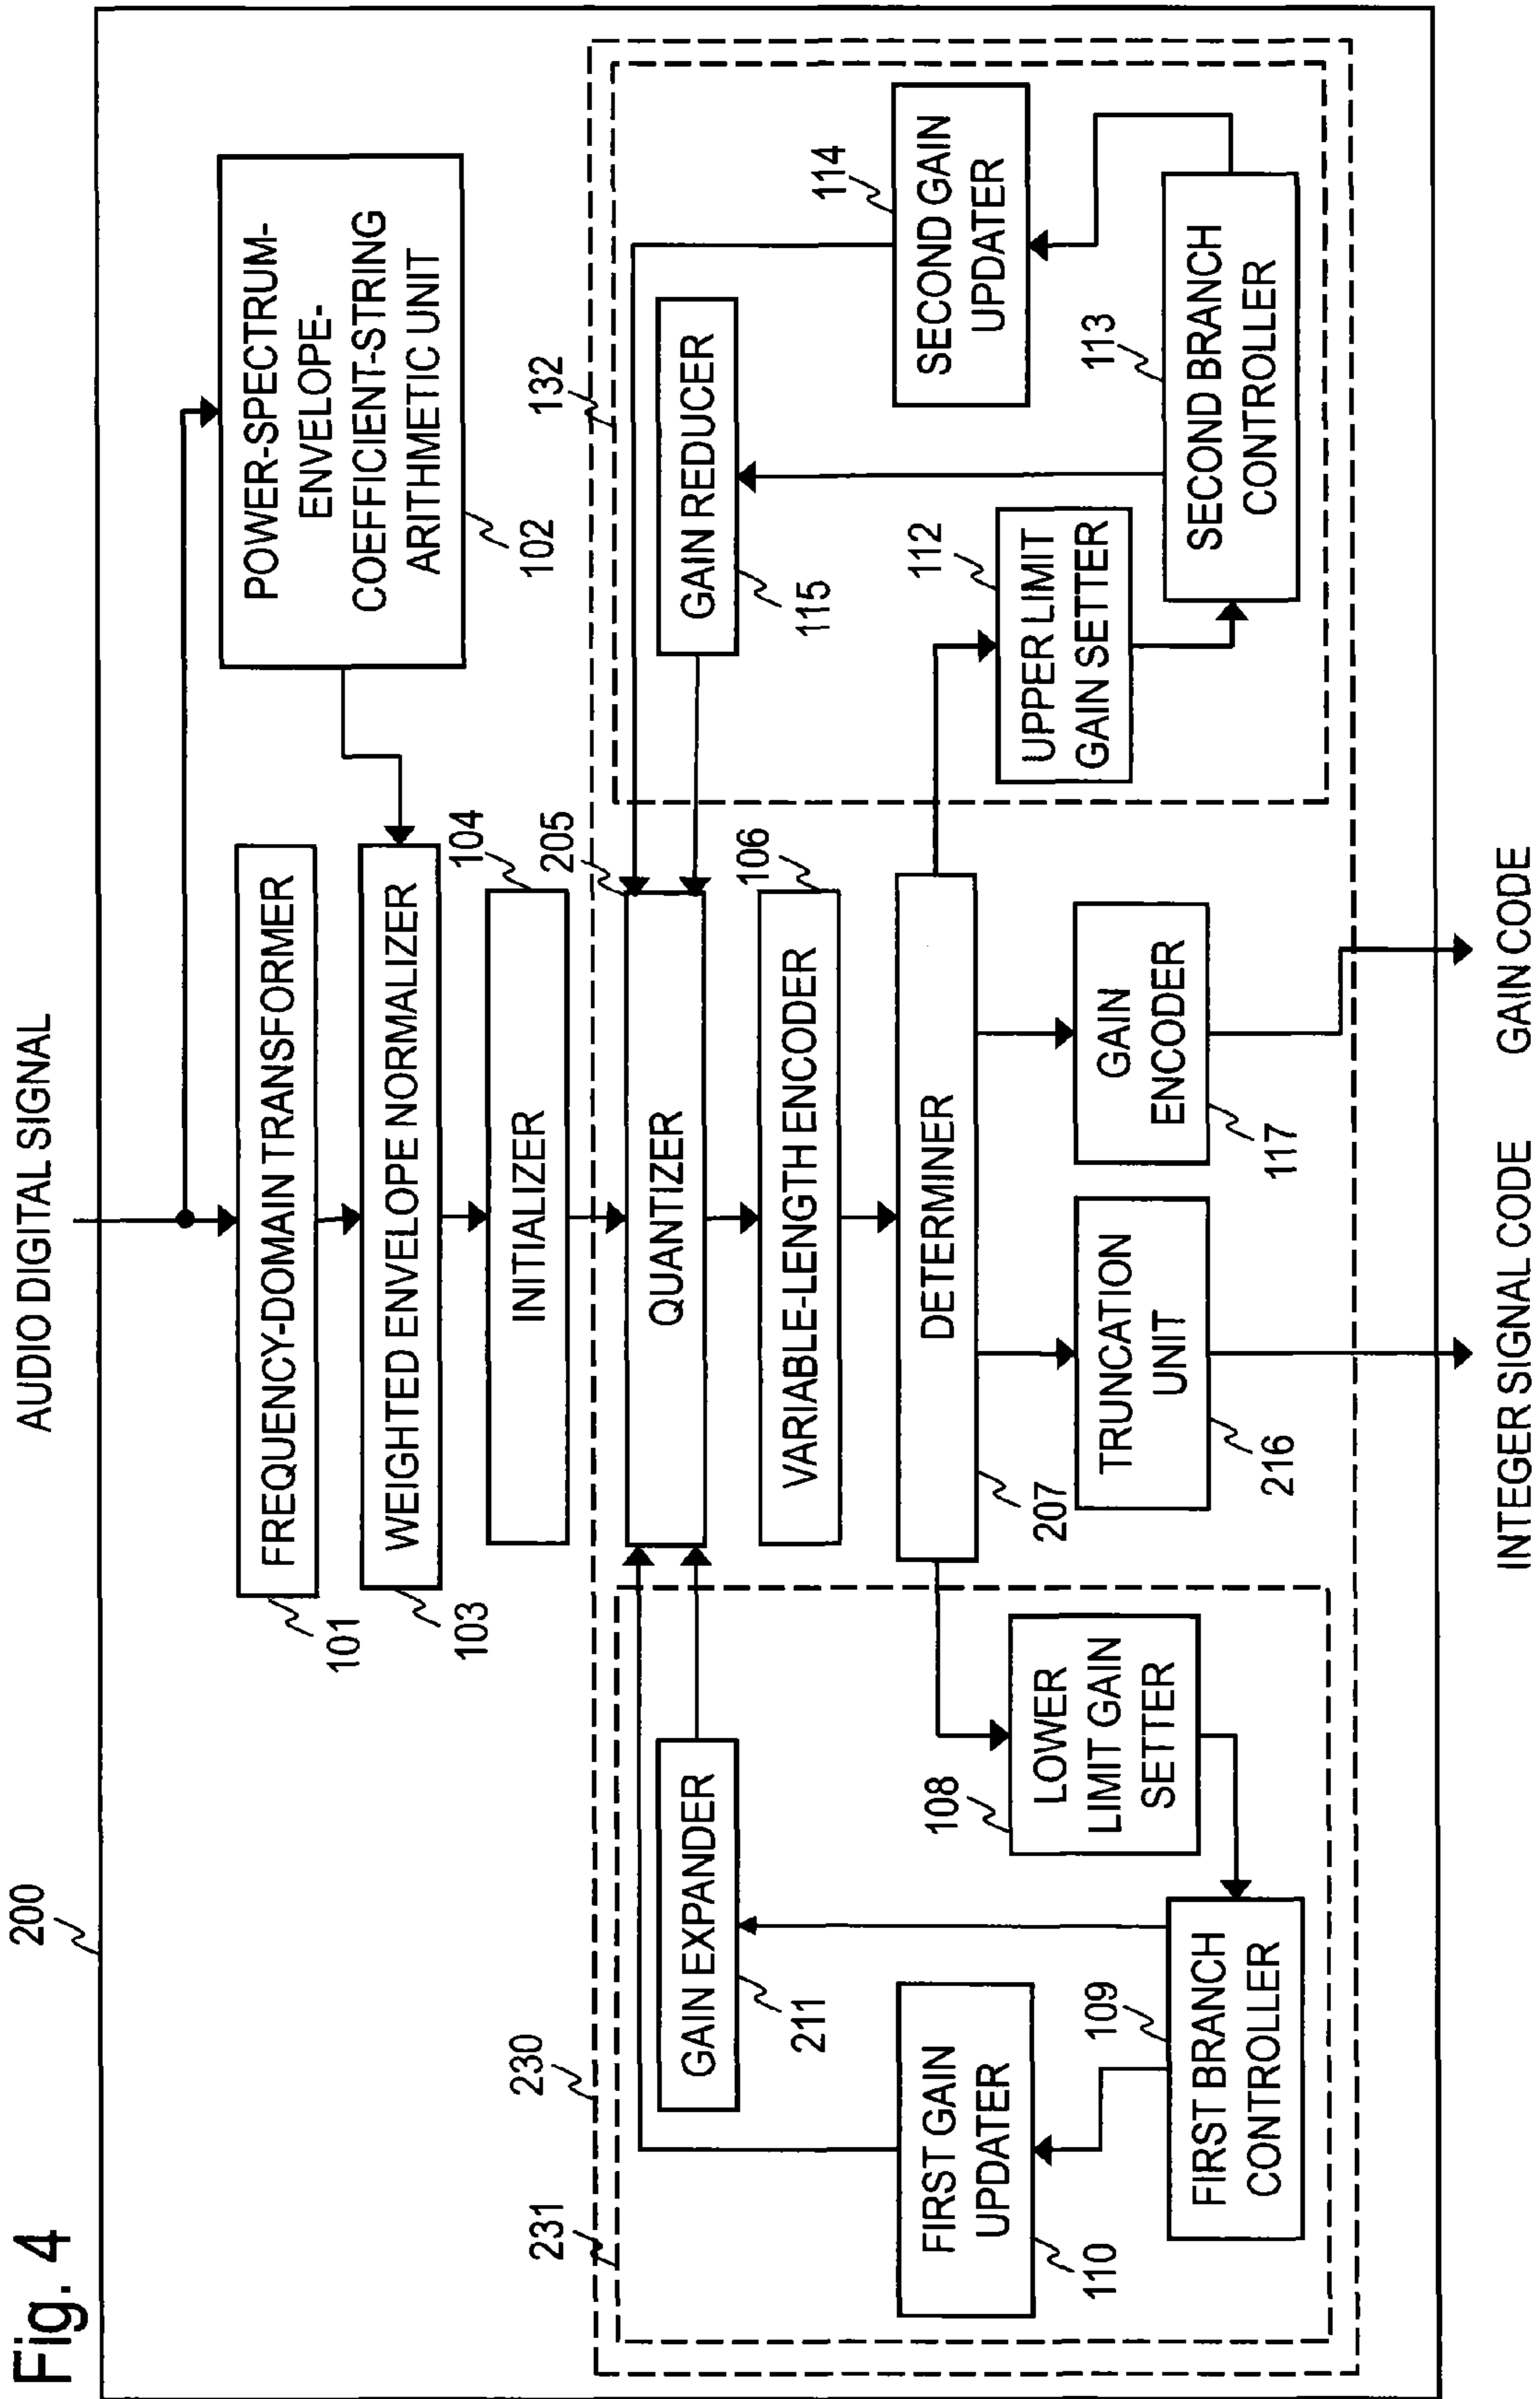 Fig. 4
AUDIO DIGITAL SIGNAL
200
FREQUENCY-DOMAIN TRANSFORMER
101
POWER-SPECTRUM-
ENVELOPE-
COEFFICIENT-STRING
ARITHMETIC UNIT
102
WEIGHTED ENVELOPE NORMALIZER
103
INITIALIZER
104
230
231
132
QUANTIZER
205
GAIN EXPANDER
211
GAIN REDUCER
115
VARIABLE-LENGTH ENCODER
106
FIRST GAIN
UPDATER
110
DETERMINER
207
SECOND GAIN
UPDATER
114
LOWER
LIMIT GAIN
SETTER
108
UPPER LIMIT
GAIN SETTER
112
TRUNCATION
UNIT
216
GAIN
ENCODER
117
FIRST BRANCH
CONTROLLER
109
SECOND BRANCH
CONTROLLER
113
INTEGER SIGNAL CODE
GAIN CODE